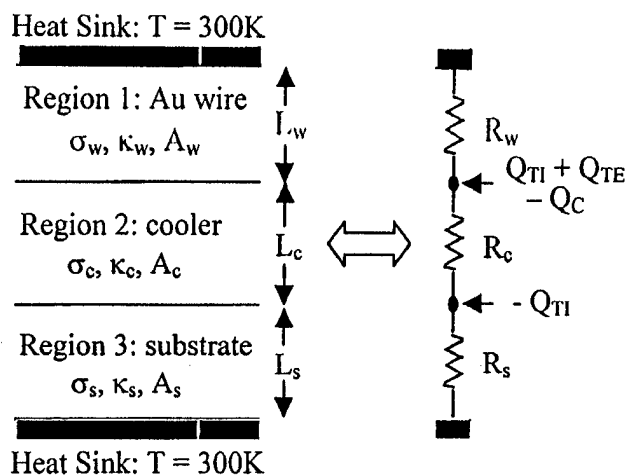 Heat Sink: T = 300K
Region 1: Au wire
σw, κw, Aw
Lw
Region 2: cooler
σc, κc, Ac
Lc
Region 3: substrate
σs, κs, As
Ls
Heat Sink: T = 300K
Rw
QTI + QTE
- QC
Rc
- QTI
Rs